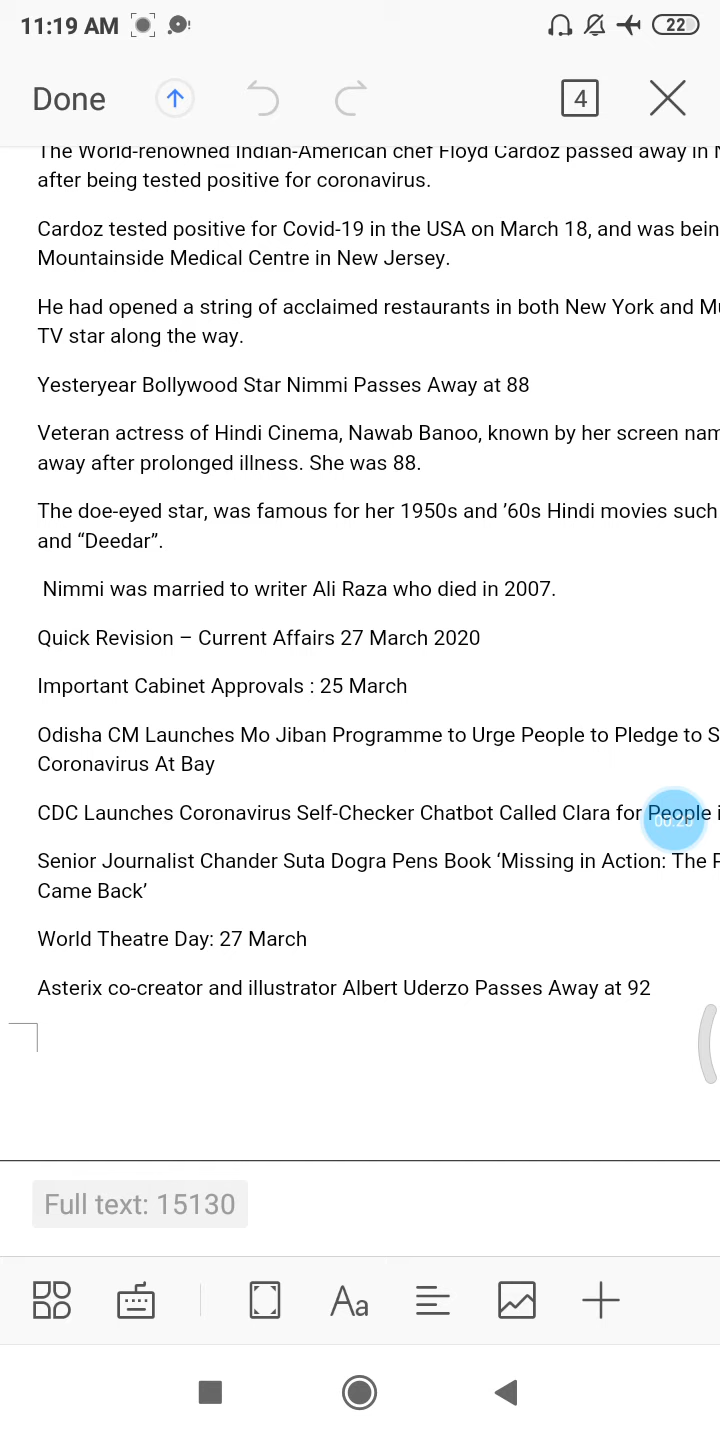 11:19 AM
22
Done
4
The World-renowned Indian-American chef Floyd Cardoz passed away in
after being tested positive for coronavirus.
Cardoz tested positive for Covid-19 in the USA on March 18, and was bein
Mountainside Medical Centre in New Jersey.
He had opened a string of acclaimed restaurants in both New York and
TV star along the way.
Yesteryear Bollywood Star Nimmi Passes Away at 88
Veteran actress of Hindi Cinema, Nawab Banoo, known by her screen nam
away after prolonged illness. She was 88.
The doe-eyed star, was famous for her 1950s and ’60s Hindi movies such
and “Deedar”.
Nimmi was married to writer Ali Raza who died in 2007.
Quick Revision – Current Affairs 27 March 2020
Important Cabinet Approvals : 25 March
Odisha CM Launches Mo Jiban Programme to Urge People to Pledge to S
Coronavirus At Bay
CDC Launches Coronavirus Self-Checker Chatbot Called Clara for People i
Senior Journalist Chander Suta Dogra Pens Book ‘Missing in Action: The
Came Back’
World Theatre Day: 27 March
Asterix co-creator and illustrator Albert Uderzo Passes Away at 92
Full text: 15130
Aa